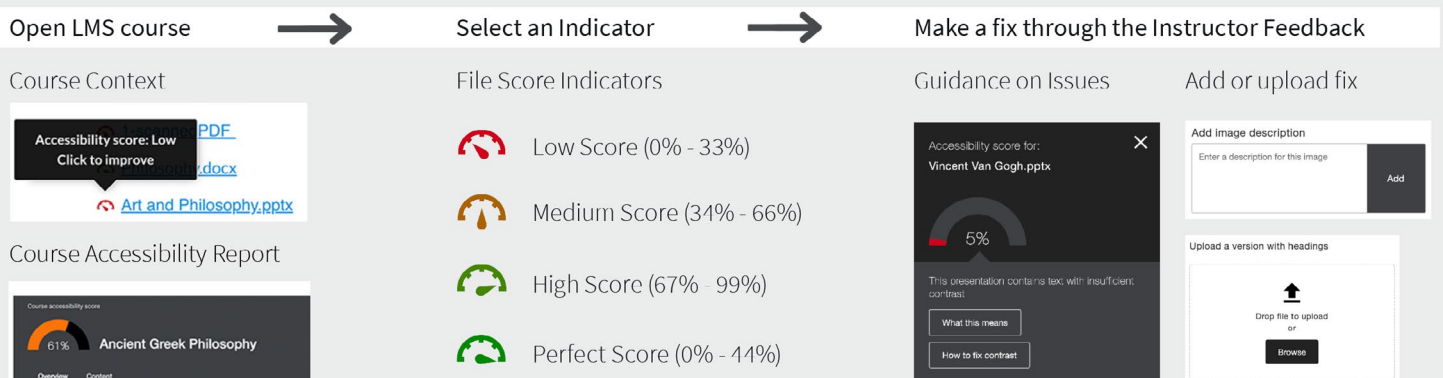 Open LMS course
Select an Indicator
Make a fix through the Instructor Feedback
Course Context
Accessibility score: Low
Click to improve
PDF
.docx
Art and Philosophy.pptx
Course Accessibility Report
Course accessibility score
61%
Ancient Greek Philosophy
Overview
Content
File Score Indicators
Low Score (0% - 33%)
Medium Score (34% - 66%)
High Score (67% - 99%)
Perfect Score (0% - 44%)
Guidance on Issues
Accessibility score for:
Vincent Van Gogh.pptx
5%
This presentation contains text with insufficient
contrast
What this means
How to fix contrast
Add or upload fix
Add image description
Enter a description for this image
Add
Upload a version with headings
Drop file to upload
or
Browse